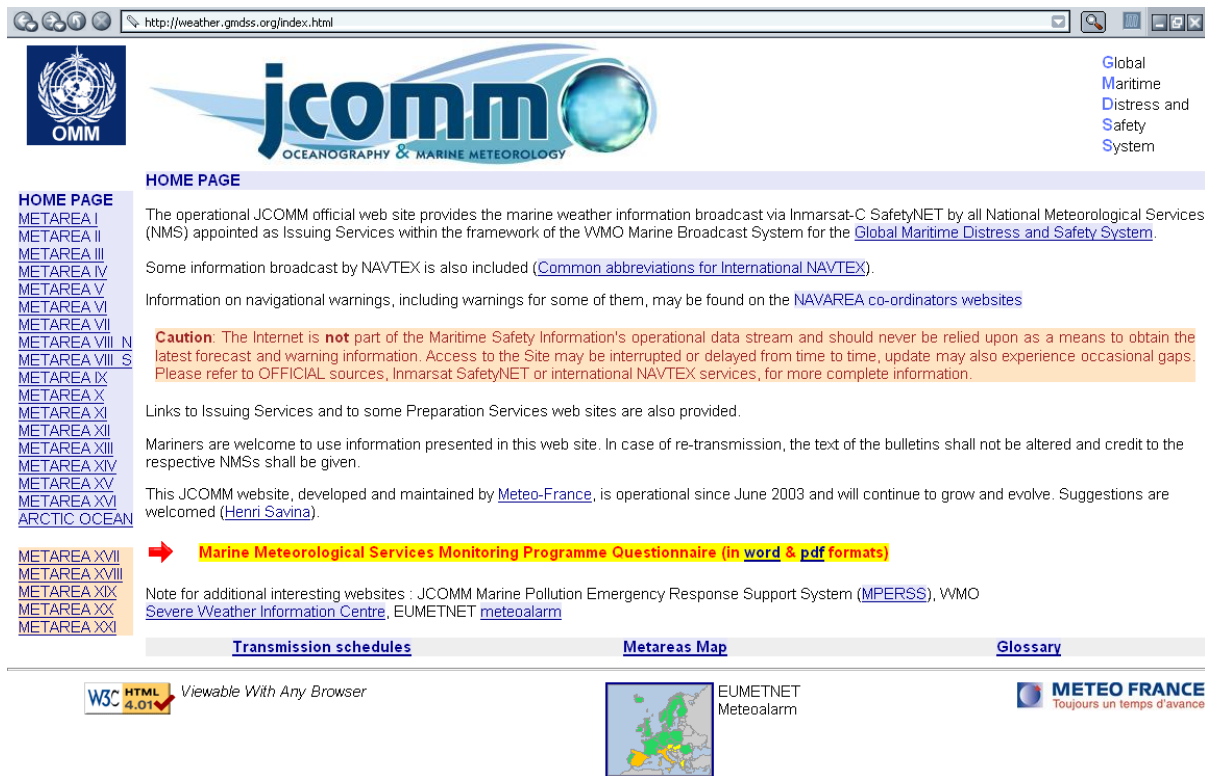 http://weather.gmdss.org/index.html
OMM
jcomm
OCEANOGRAPHY & MARINE METEOROLOGY
Global
Maritime
Distress and
Safety
System
HOME PAGE
HOME PAGE
METAREA I
METAREA II
METAREA III
METAREA IV
METAREA V
METAREA VI
METAREA VII
METAREA VIII N
METAREA VIII S
METAREA IX
METAREA X
METAREA XI
METAREA XII
METAREA XIII
METAREA XIV
METAREA XV
METAREA XVI
ARCTIC OCEAN
METAREA XVII
METAREA XVIII
METAREA XIX
METAREA XX
METAREA XXI
The operational JCOMM official web site provides the marine weather information broadcast via Inmarsat-C SafetyNET by all National Meteorological Services
(NMS) appointed as Issuing Services within the framework of the WMO Marine Broadcast System for the Global Maritime Distress and Safety System.
Some information broadcast by NAVTEX is also included (Common abbreviations for International NAVTEX).
Information on navigational warnings, including warnings for some of them, may be found on the NAVAREA co-ordinators websites
Caution: The Internet is not part of the Maritime Safety Information's operational data stream and should never be relied upon as a means to obtain the
latest forecast and warning information. Access to the Site may be interrupted or delayed from time to time, update may also experience occasional gaps.
Please refer to OFFICIAL sources, Inmarsat SafetyNET or international NAVTEX services, for more complete information.
Links to Issuing Services and to some Preparation Services web sites are also provided.
Mariners are welcome to use information presented in this web site. In case of re-transmission, the text of the bulletins shall not be altered and credit to the
respective NMSs shall be given.
This JCOMM website, developed and maintained by Meteo-France, is operational since June 2003 and will continue to grow and evolve. Suggestions are
welcomed (Henri Savina).
Marine Meteorological Services Monitoring Programme Questionnaire (in word & pdf formats)
Note for additional interesting websites : JCOMM Marine Pollution Emergency Response Support System (MPERSS), WMO
Severe Weather Information Centre, EUMETNET meteoalarm
Transmission schedules Metareas Map Glossary
W3C HTML
4.01
Viewable With Any Browser
EUMETNET
Meteoalarm
METEO FRANCE
Toujours un temps d'avance